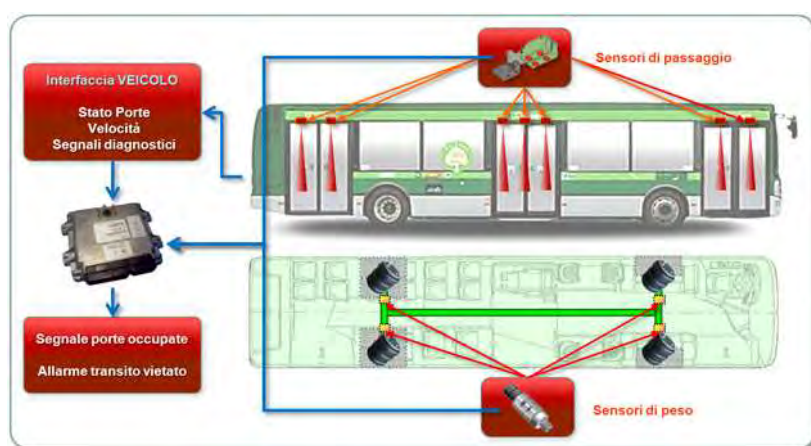 Interfaccia VEICOLO
Stato Porte
Velocità
Segnali diagnostici
Sensori di passaggio
Segnale porte occupate
Allarme transito vietato
Sensori di peso